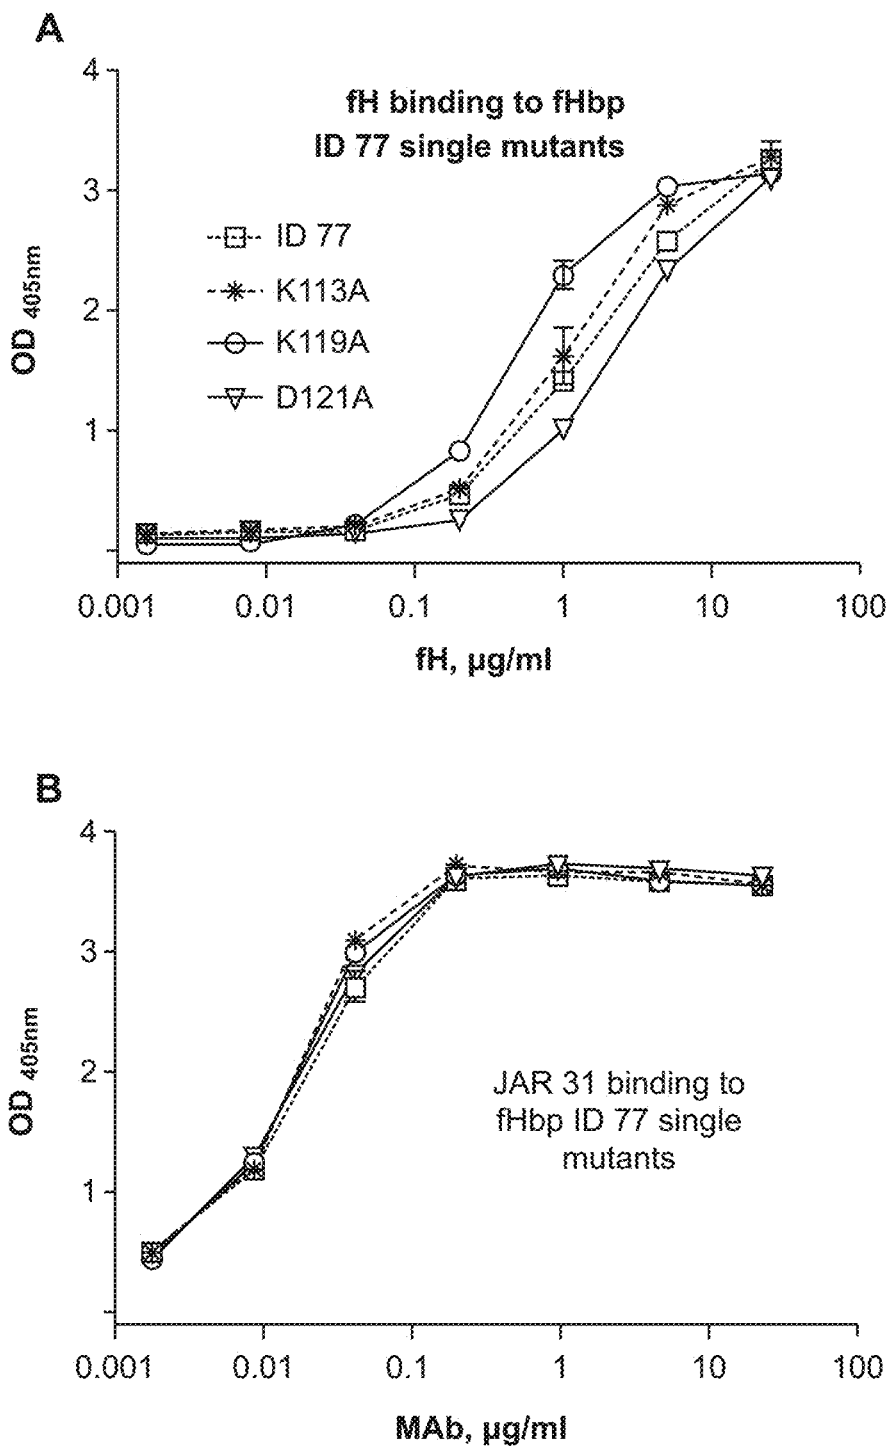 A
fH binding to fHbp
ID 77 single mutants
4
3
2
1
OD 405nm
ID 77
K113A
K119A
D121A
0.001 0.01 0.1 1 10 100
fH, µg/ml
B
4
3
2
1
OD 405nm
JAR 31 binding to
fHbp ID 77 single
mutants
0.001 0.01 0.1 1 10 100
MAb, µg/ml